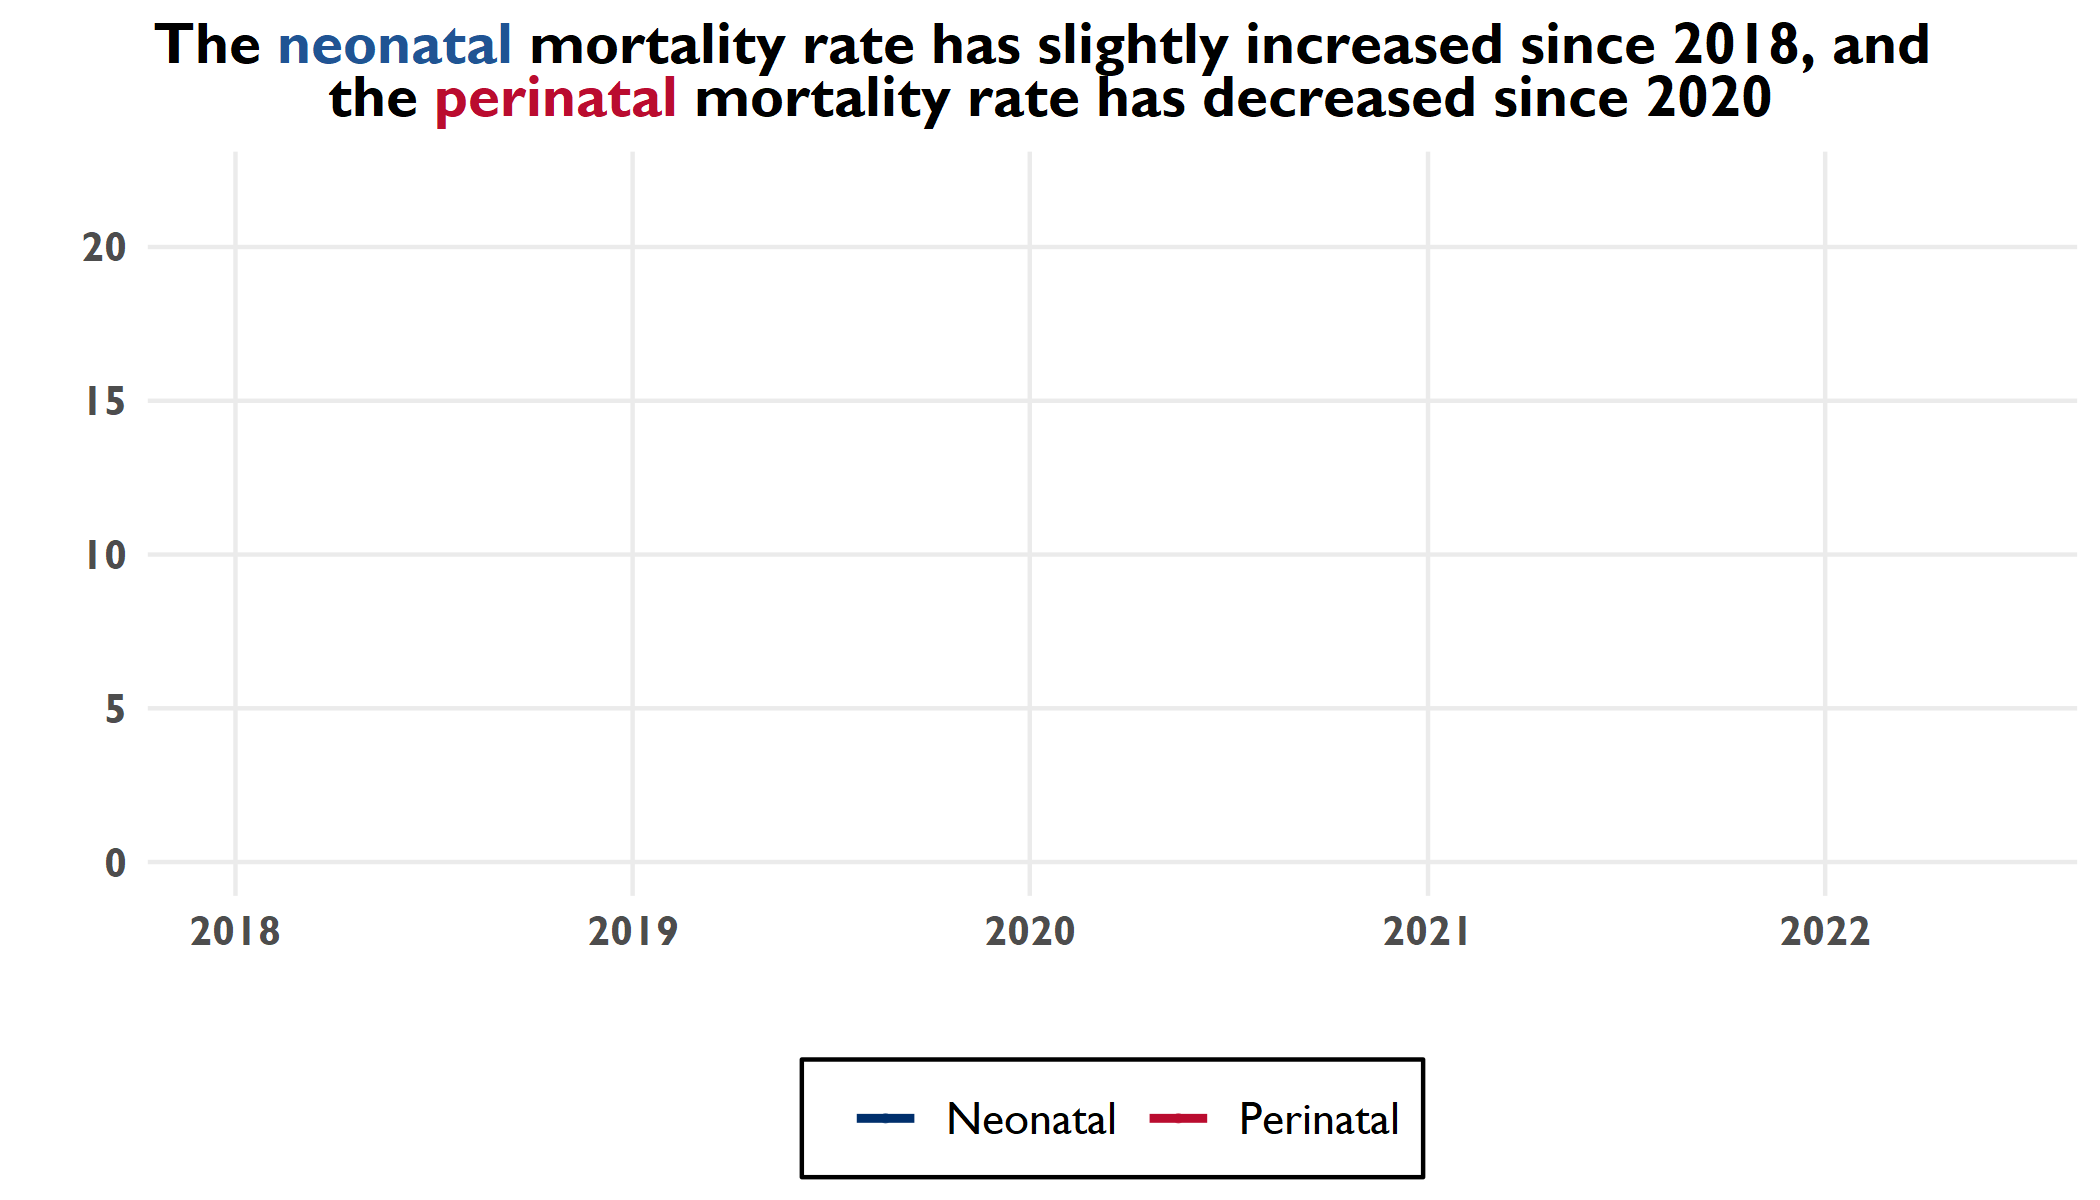 The neonatal mortality rate has slightly increased since 2018, and
the perinatal mortality rate has decreased since 2020
20
15
10
5
0
2018 2019 2020 2021 2022
Neonatal Perinatal